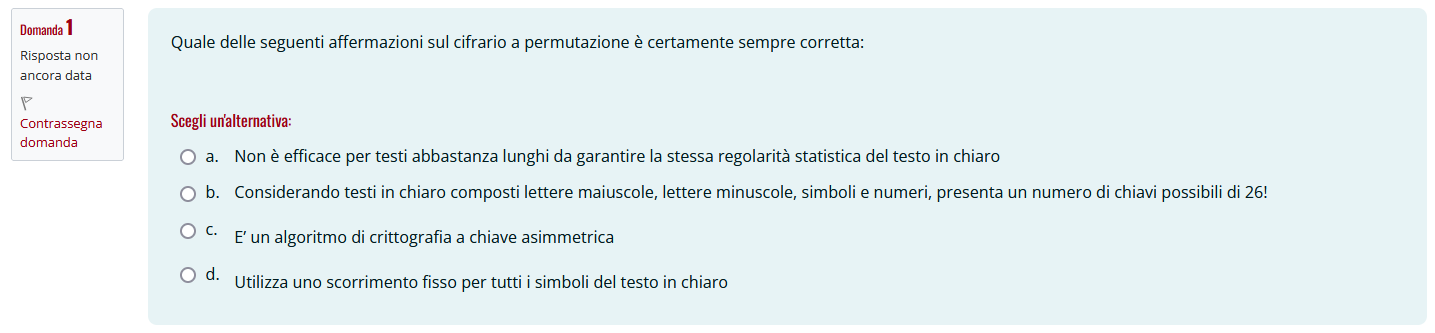 Domanda 1
Risposta non
ancora data
Contrassegna
domanda
Quale delle seguenti affermazioni sul cifrario a permutazione è certamente sempre corretta:
Scegli un'alternativa:
a. Non è efficace per testi abbastanza lunghi da garantire la stessa regolarità statistica del testo in chiaro
b. Considerando testi in chiaro composti lettere maiuscole, lettere minuscole, simboli e numeri, presenta un numero di chiavi possibili di 26!
c. E’ un algoritmo di crittografia a chiave asimmetrica
d. Utilizza uno scorrimento fisso per tutti i simboli del testo in chiaro